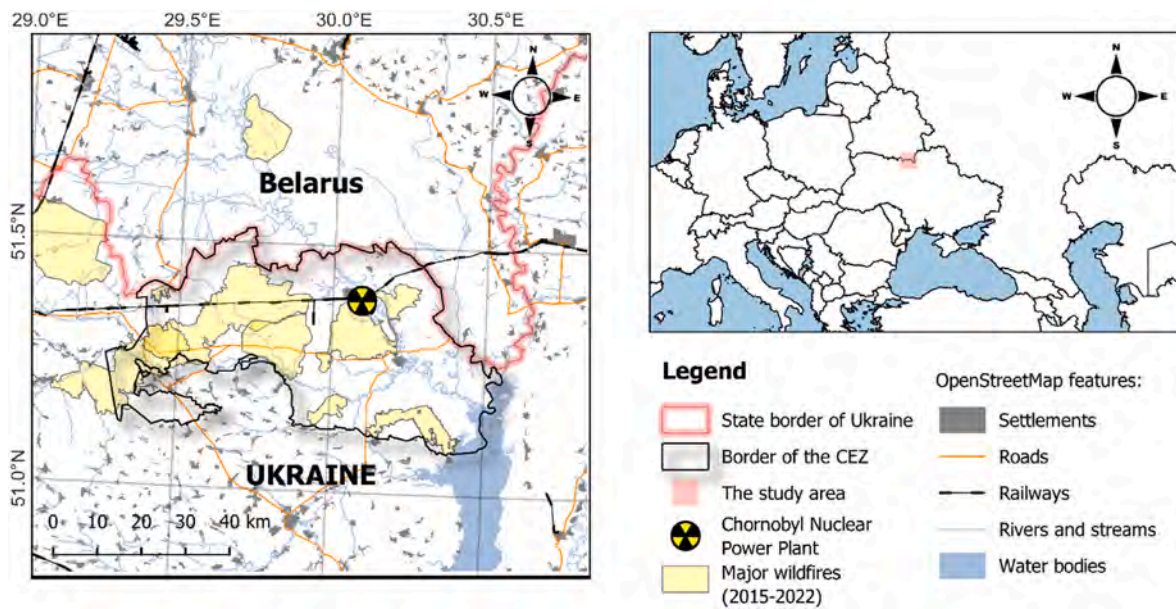 29.0°E 29.5°E 30.0°E 30.5°E
N
W E
S
Belarus
51.5°N
51.0°N
UKRAINE
0 10 20 40 km
N
W E
S
Legend
State border of Ukraine
Border of the CEZ
The study area
Chornobyl Nuclear
Power Plant
Major wildfires
(2015-2022)
OpenStreetMap features:
Settlements
Roads
Railways
Rivers and streams
Water bodies